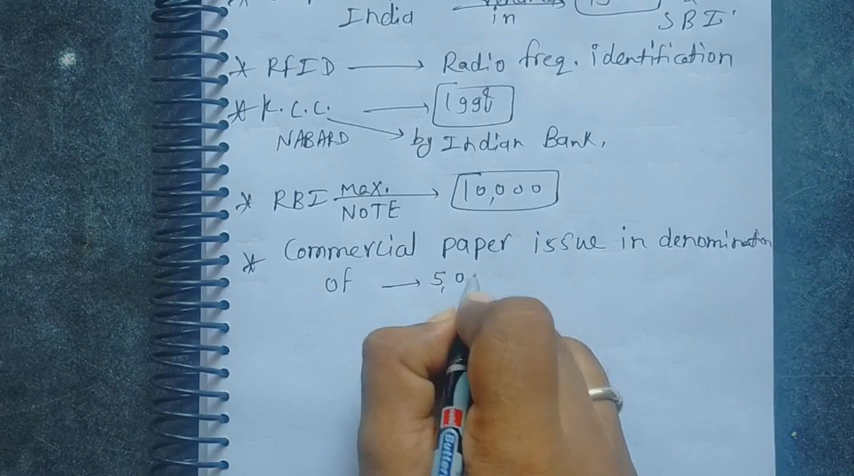 India in SBI
* RFID → Radio freq. identification
* K.C.C. → 1998
NABARD → by Indian Bank.
* RBI max. NOTE → 10,000
* Commercial paper issue in denomination
of → 5,0